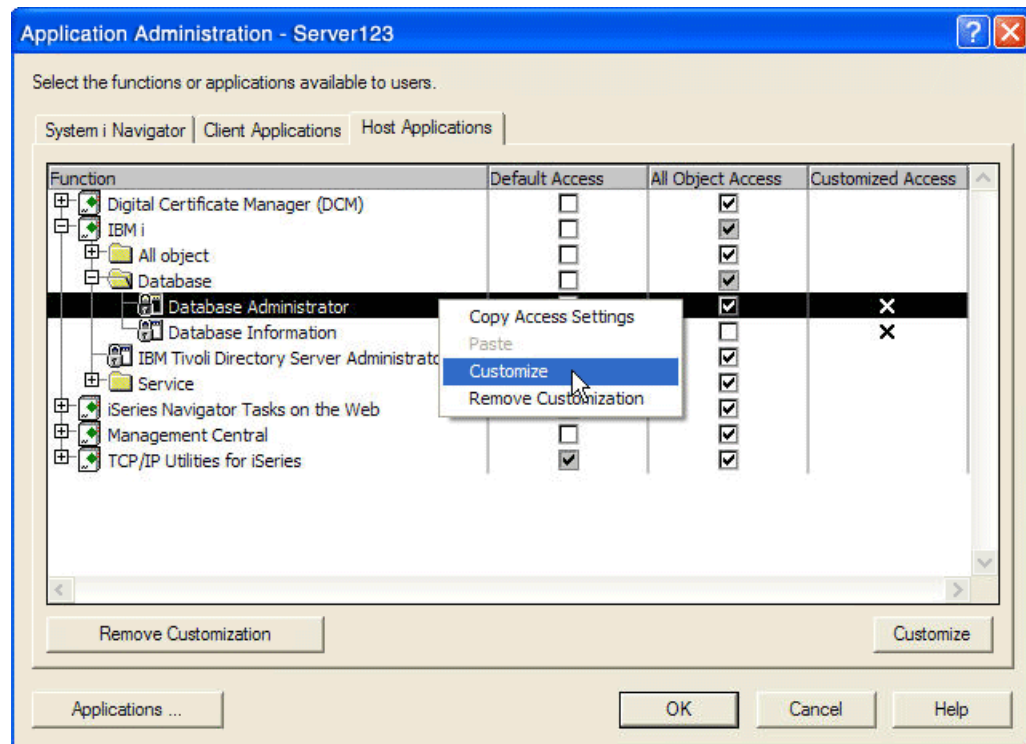 Application Administration - Server123
Select the functions or applications available to users.
System i Navigator Client Applications Host Applications
Function Default Access All Object Access Customized Access
Digital Certificate Manager (DCM)
IBM i
All object
Database
Database Administrator
Copy Access Settings
Database Information
Paste
IBM Tivoli Directory Server
Customize
Service
Remove Customization
iSeries Navigator Tasks on the Web
Management Central
TCP/IP Utilities for iSeries
Remove Customization Customize
Applications ... OK Cancel Help